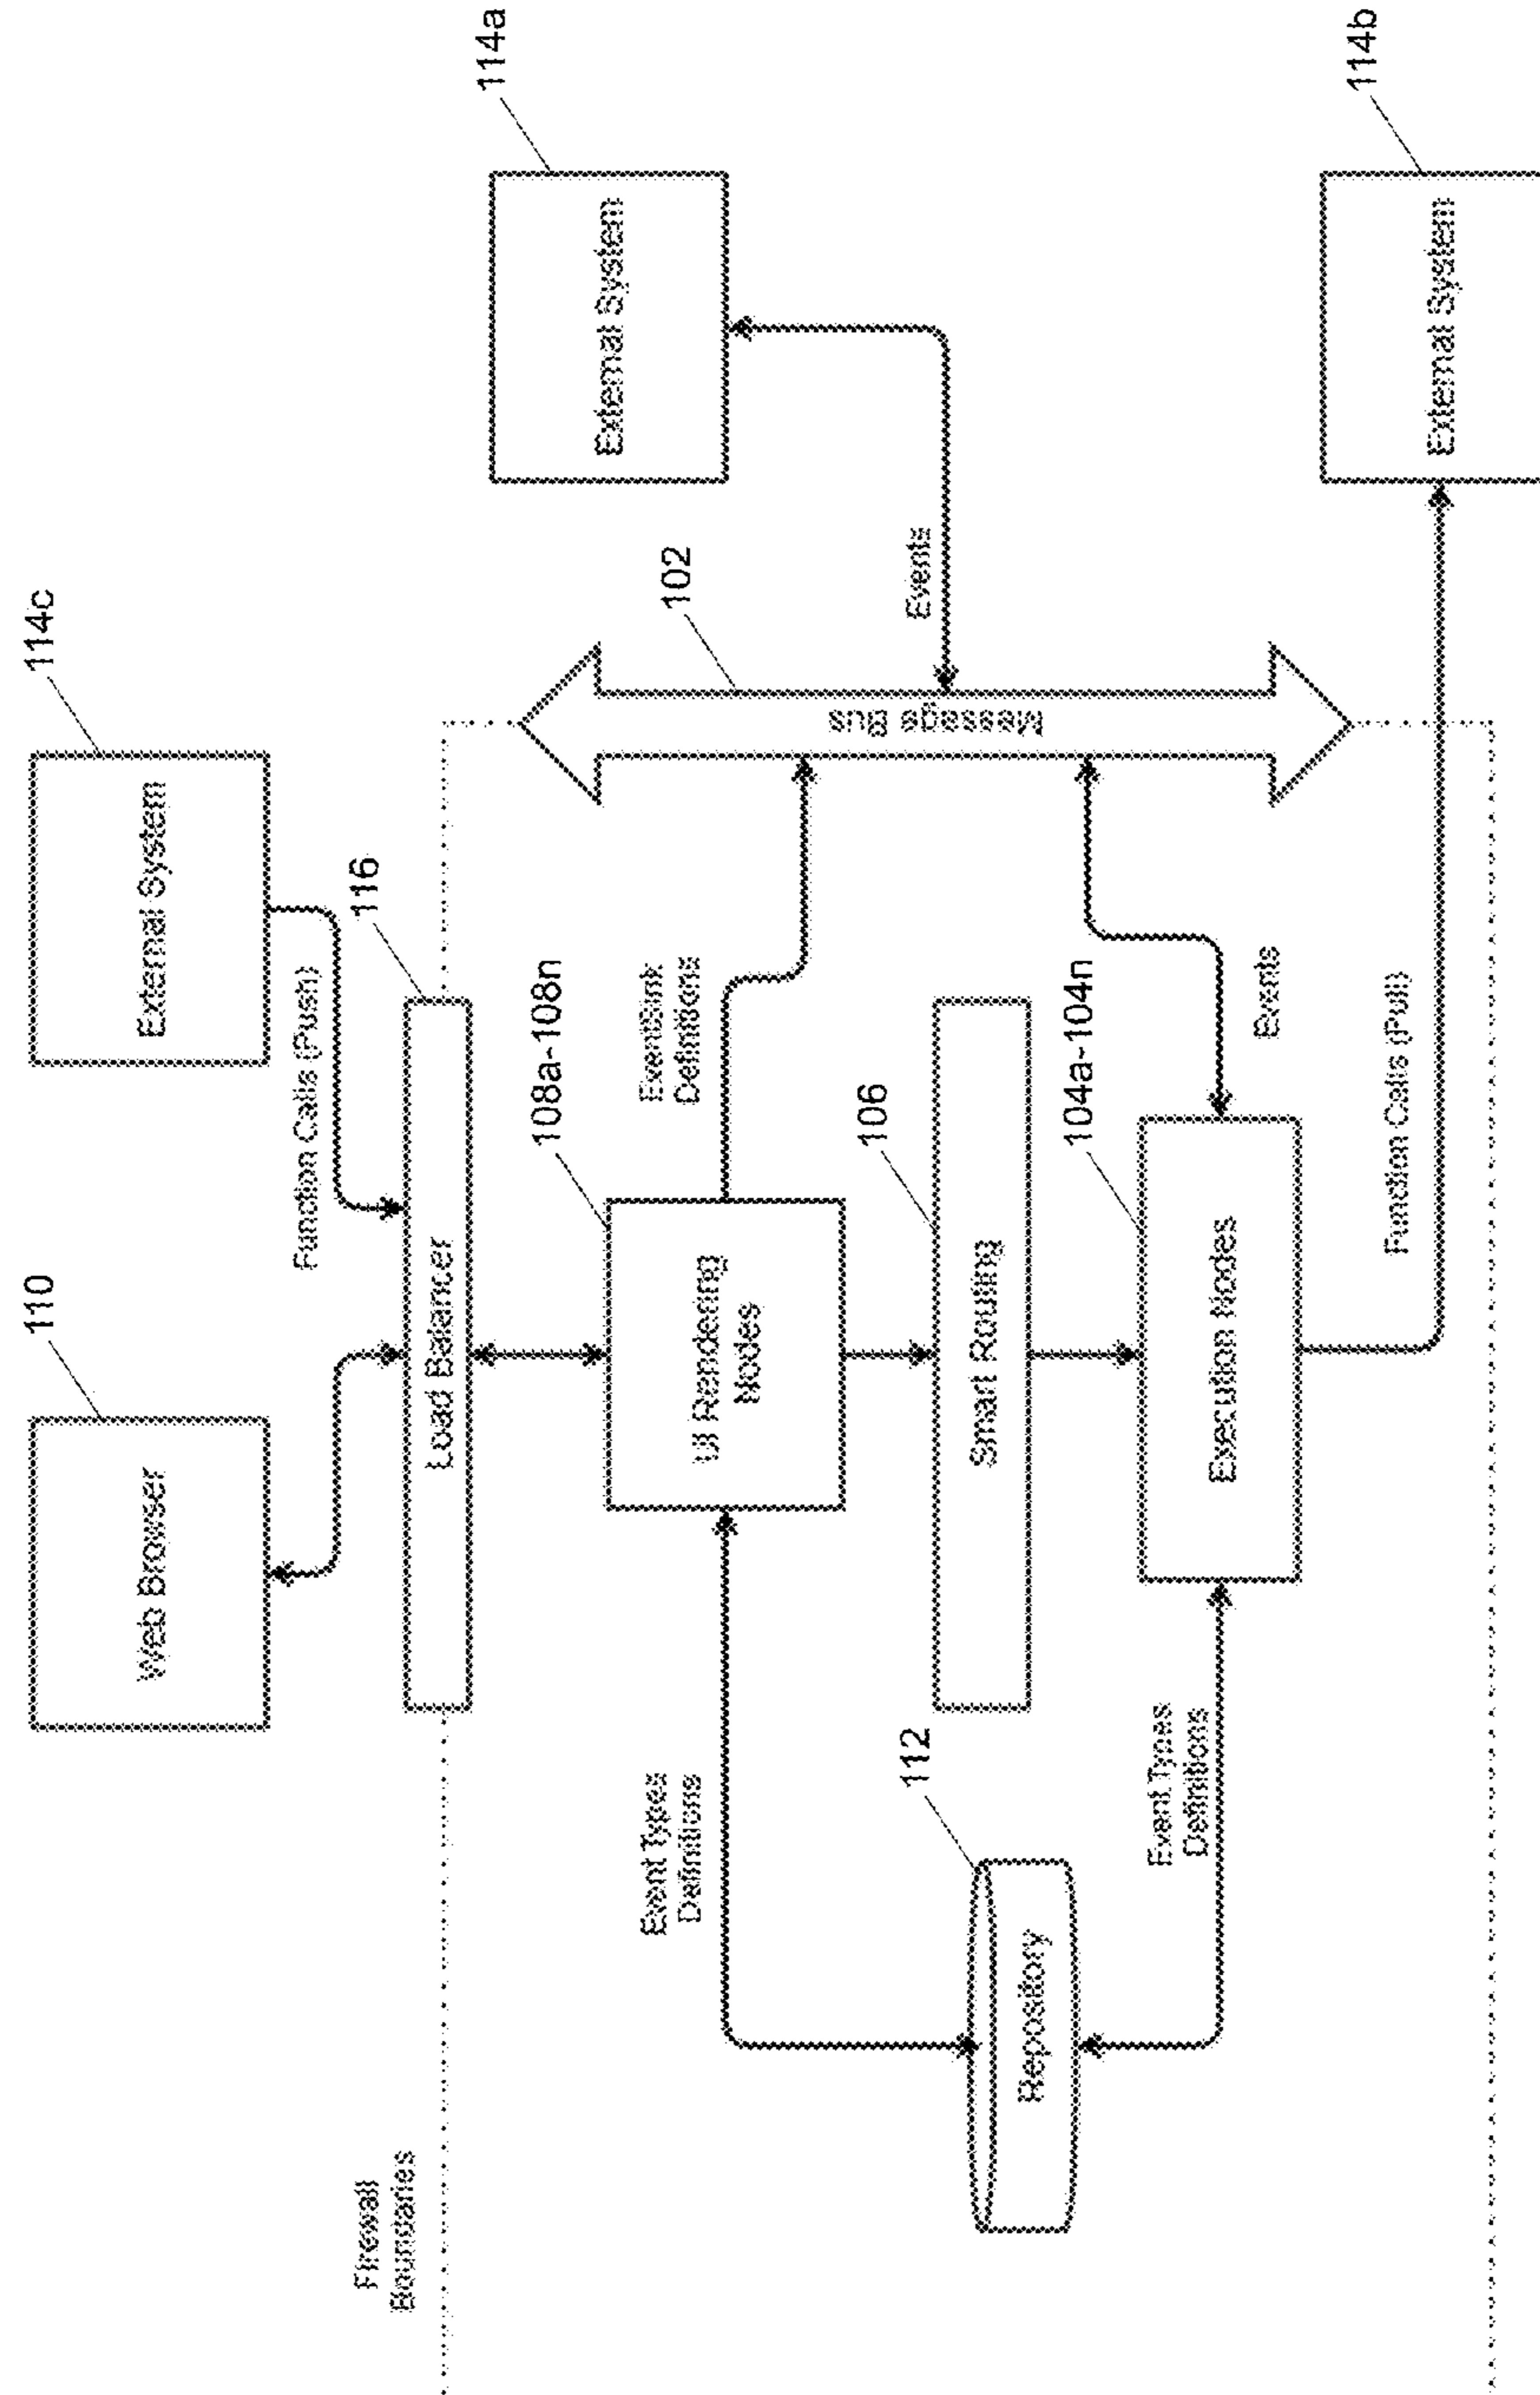 110
Web Browser
114c
External System
Function Calls (Push)
116
Load Balancer
Firewall
Boundaries
114a
External System
108a-108n
UI Rendering
Nodes
Event Types
Definitions
EventSink
Definitions
102
Message Bus
Events
106
Smart Routing
112
Repository
104a-104n
Execution Nodes
Event Types
Definitions
Events
Function Calls (Pull)
114b
External System